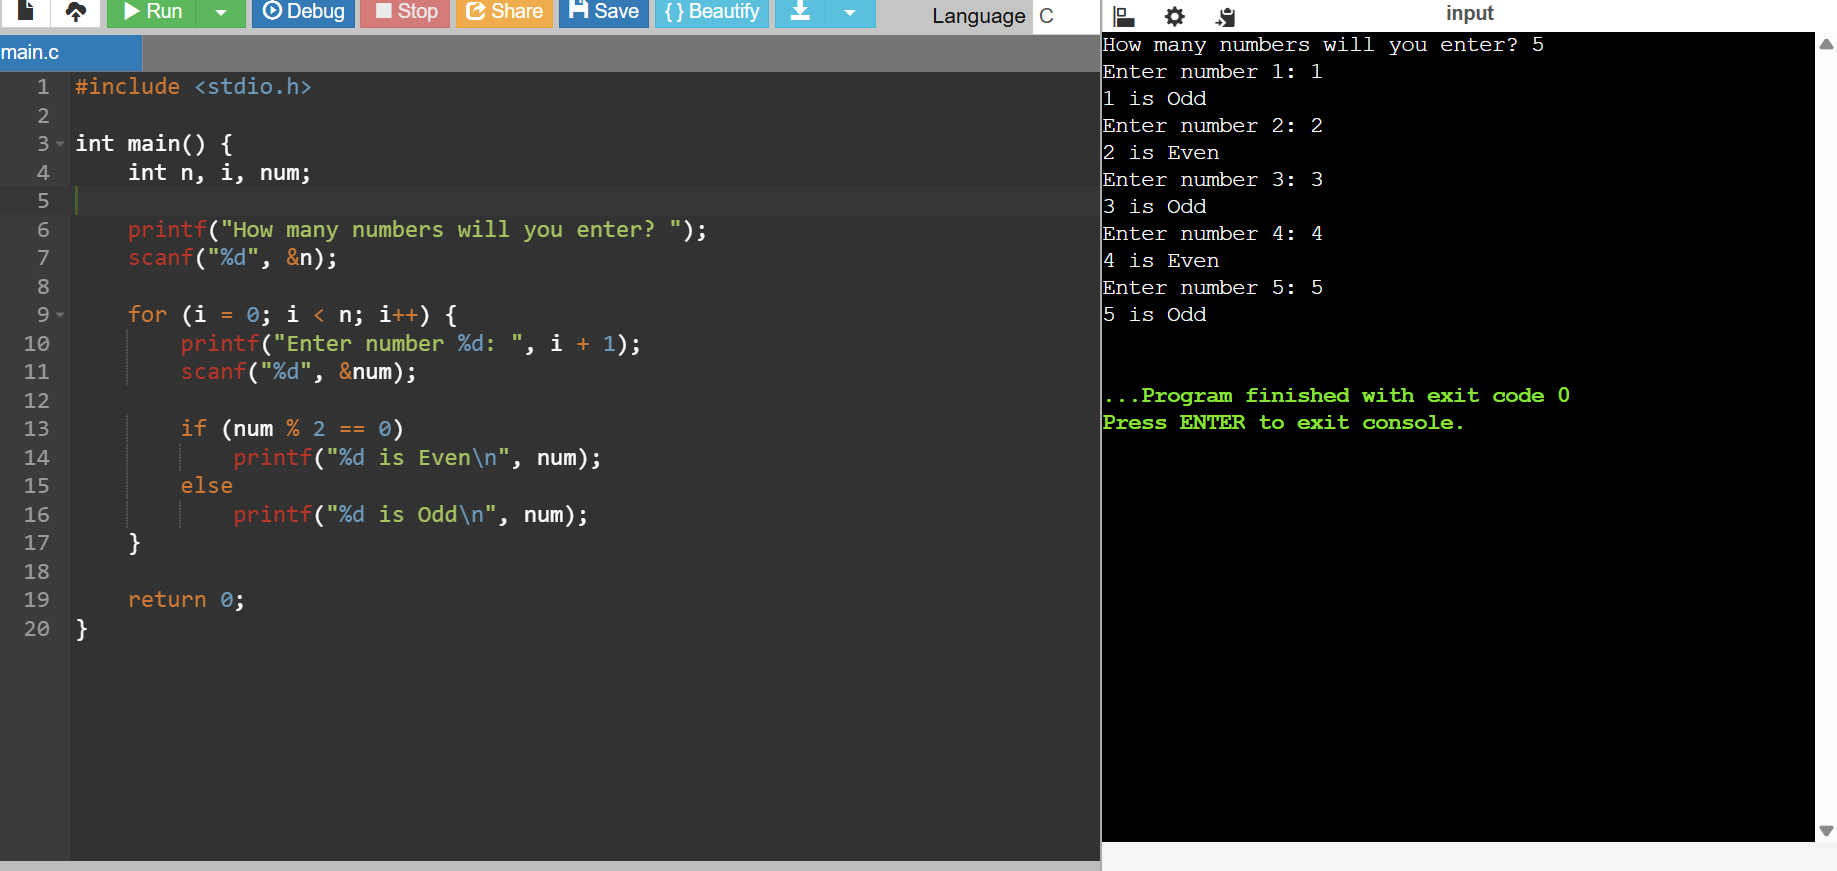 Run Debug Stop Share Save { } Beautify Language C
main.c
1 #include <stdio.h>
2
3 int main() {
4     int n, i, num;
5
6     printf("How many numbers will you enter? ");
7     scanf("%d", &n);
8
9     for (i = 0; i < n; i++) {
10         printf("Enter number %d: ", i + 1);
11         scanf("%d", &num);
12
13         if (num % 2 == 0)
14             printf("%d is Even\n", num);
15         else
16             printf("%d is Odd\n", num);
17     }
18
19     return 0;
20 }
input
How many numbers will you enter? 5
Enter number 1: 1
1 is Odd
Enter number 2: 2
2 is Even
Enter number 3: 3
3 is Odd
Enter number 4: 4
4 is Even
Enter number 5: 5
5 is Odd
...Program finished with exit code 0
Press ENTER to exit console.